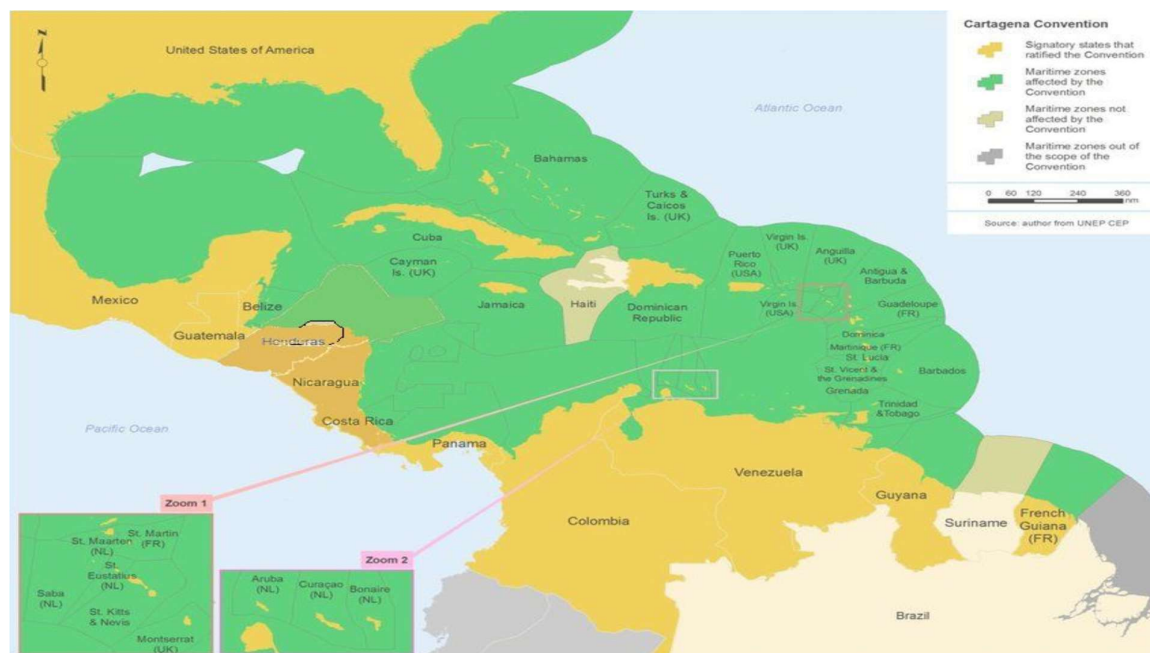 Cartagena Convention
Signatory states that
ratified the Convention
Maritime zones
affected by the
Convention
Maritime zones not
affected by the
Convention
Maritime zones out of
the scope of the
Convention
0 60 120 240 360
nm
Source: author from UNEP CEP
N
United States of America
Atlantic Ocean
Bahamas
Turks &
Caicos
Is. (UK)
Cuba
Cayman
Is. (UK)
Virgin Is.
(UK)
Puerto
Rico
(USA)
Anguilla
(UK)
Antigua &
Barbuda
Mexico
Belize
Jamaica
Haiti
Dominican
Republic
Virgin Is.
(USA)
Guadeloupe
(FR)
Guatemala
Honduras
Dominica
Martinique (FR)
St. Lucia
St. Vicent &
the Grenadines
Barbados
Grenada
Nicaragua
Trinidad
&Tobago
Costa Rica
Pacific Ocean
Panama
Venezuela
Guyana
Colombia
Suriname
French
Guiana
(FR)
Brazil
Zoom 1
St. Maarten
(NL)
St. Martin
(FR)
St.
Eustatius
(NL)
Saba
(NL)
St. Kitts
& Nevis
Montserrat
(UK)
Zoom 2
Aruba
(NL)
Curaçao
(NL)
Bonaire
(NL)